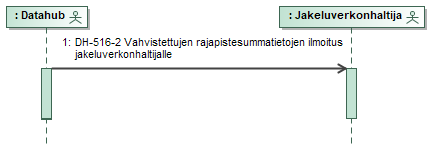 : Datahub
: Jakeluverkonhaltija
1: DH-516-2 Vahvistettujen rajapistesummatietojen ilmoitus
jakeluverkonhaltijalle